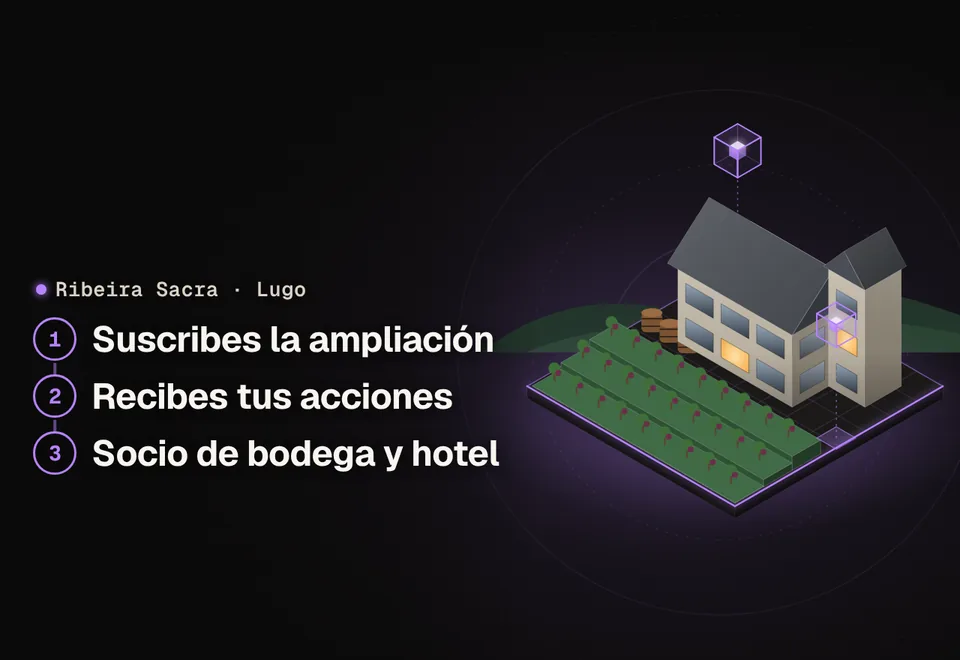 Ribeira Sacra · Lugo
1 Suscribes la ampliación
2 Recibes tus acciones
3 Socio de bodega y hotel